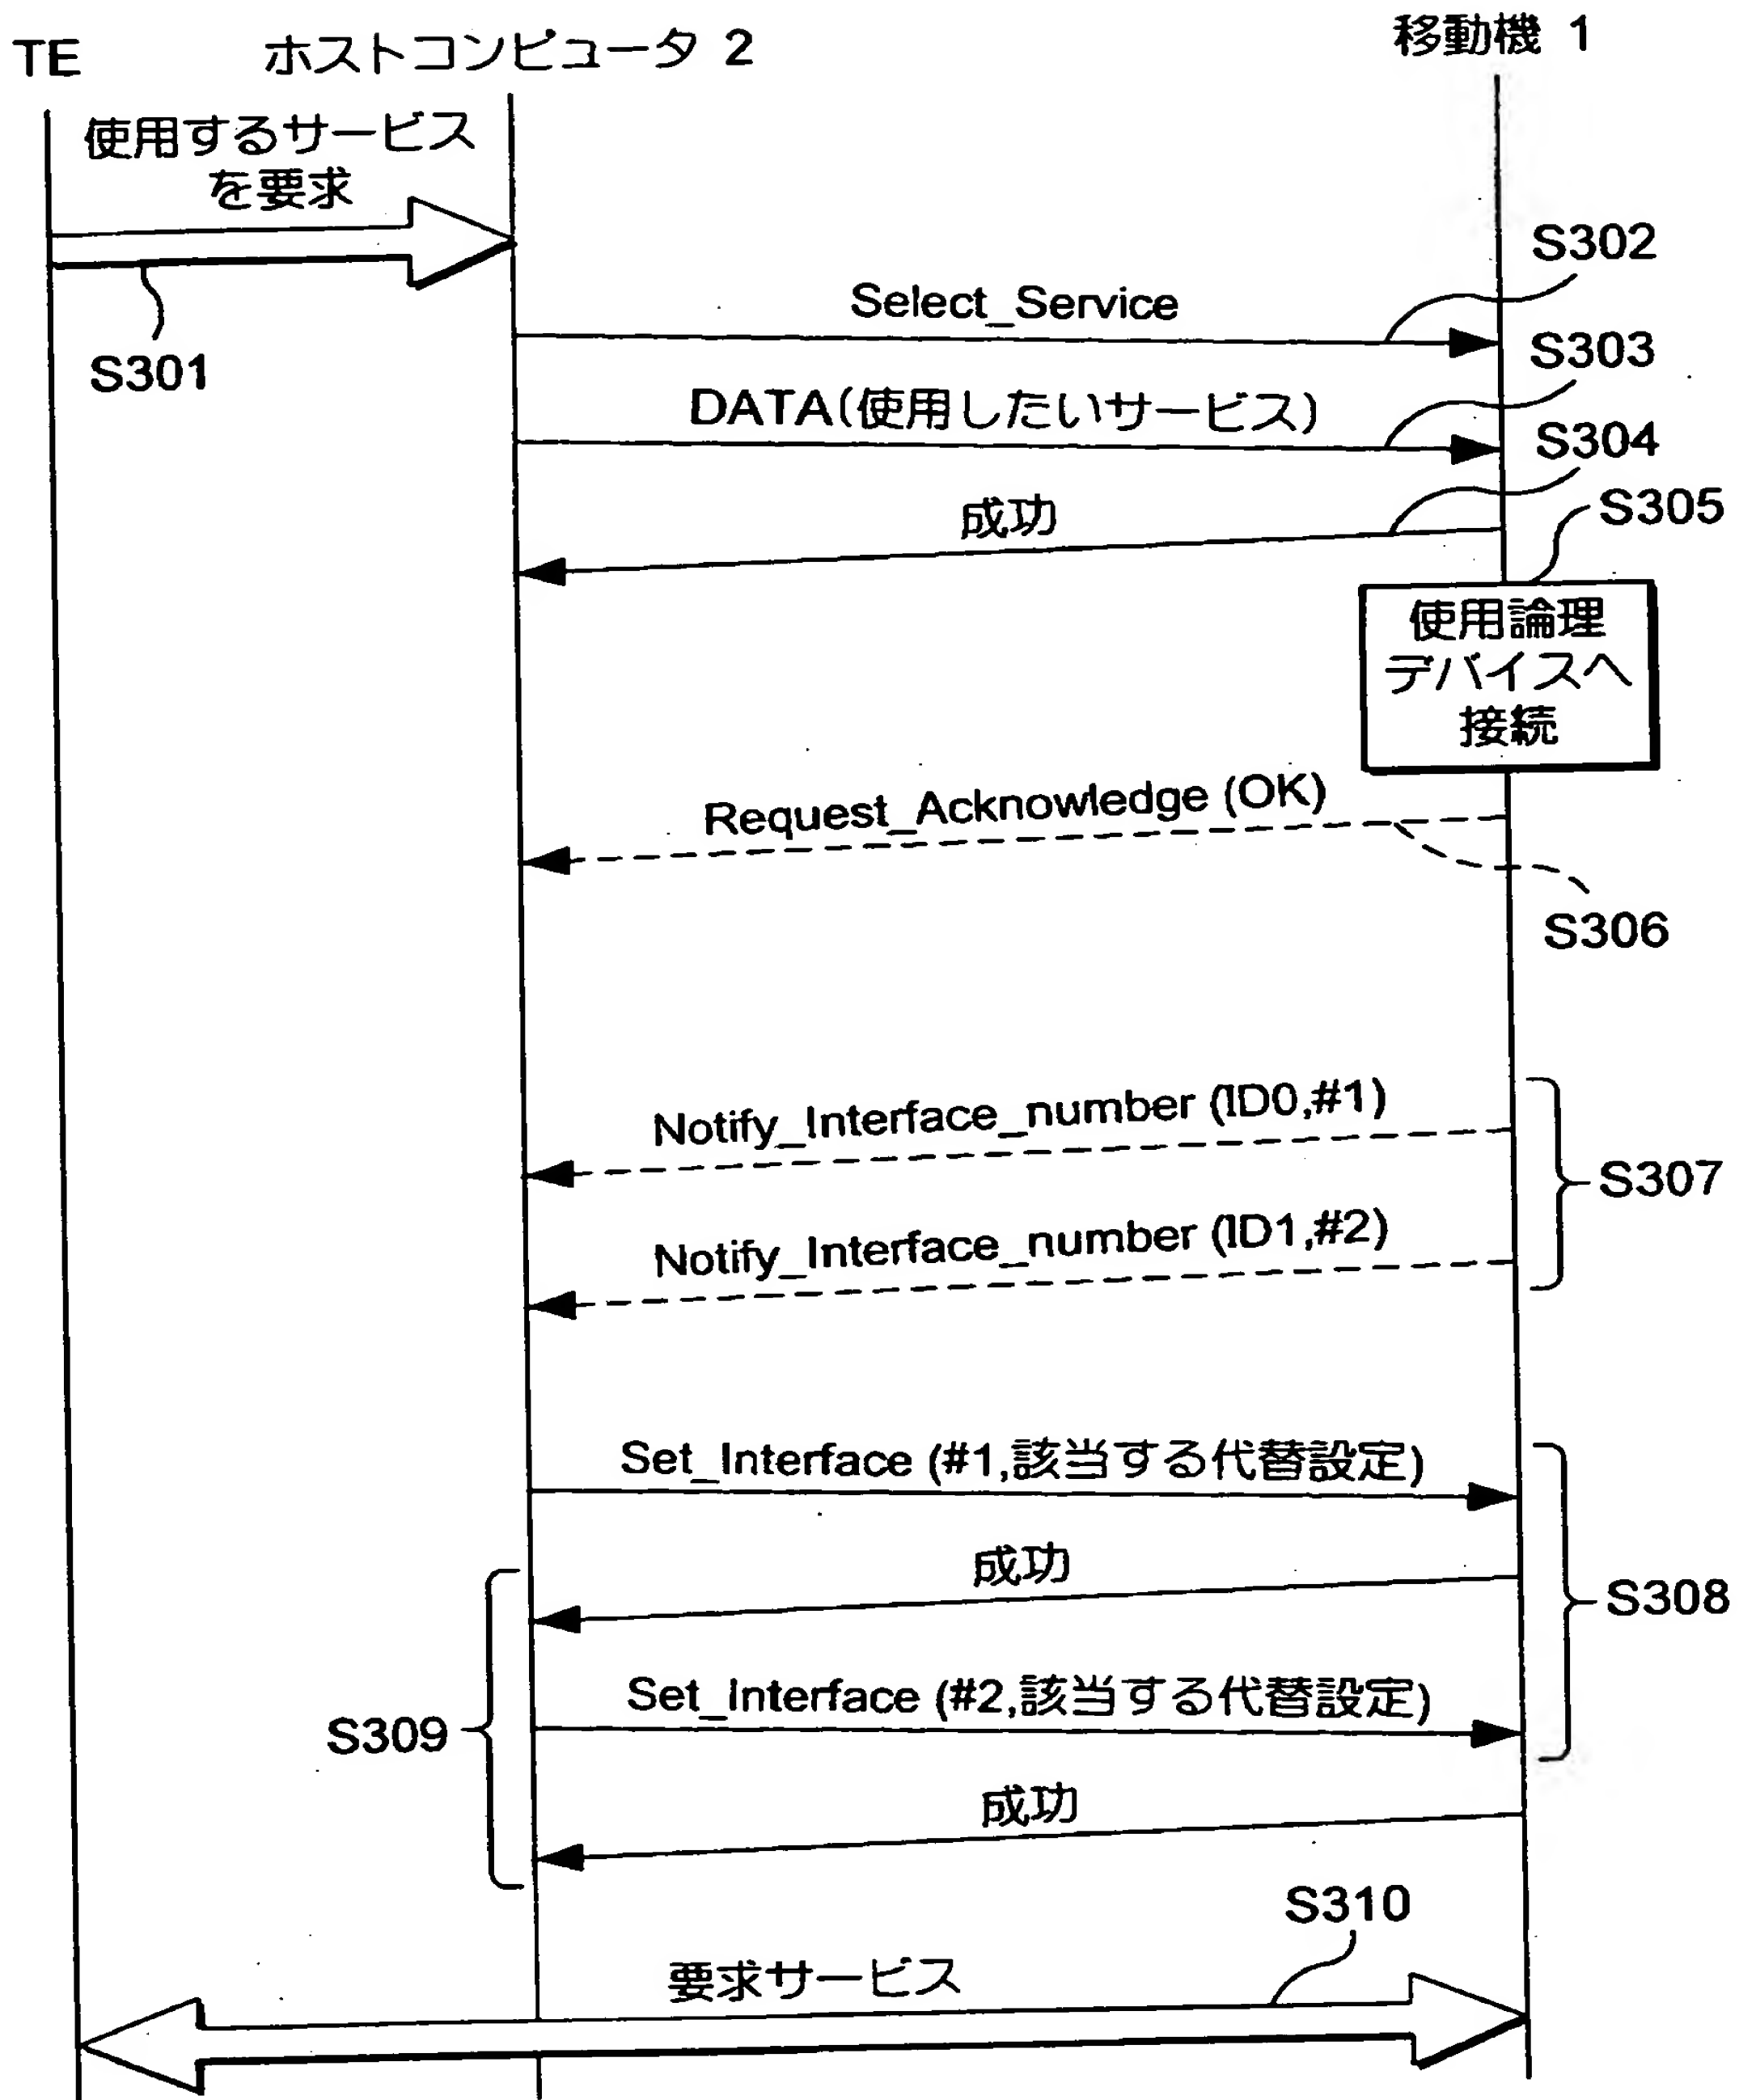 TE
ホストコンピュータ 2
移動機 1
使用するサービス
を要求
S301
S302
Select_Service
S303
DATA(使用したいサービス)
S304
成功
S305
使用論理
デバイスへ
接続
Request_Acknowledge (OK)
S306
Notify_Interface_number (ID0,#1)
S307
Notify_Interface_number (ID1,#2)
Set_Interface (#1,該当する代替設定)
成功
S308
Set_Interface (#2,該当する代替設定)
S309
成功
S310
要求サービス